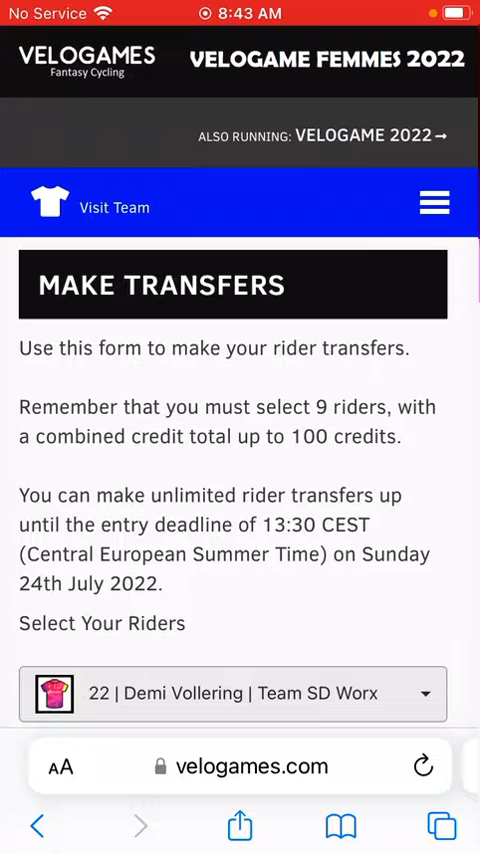 No Service 8:43 AM
VELOGAMES
Fantasy Cycling
VELOGAME FEMMES 2022
ALSO RUNNING: VELOGAME 2022→
Visit Team
MAKE TRANSFERS
Use this form to make your rider transfers.
Remember that you must select 9 riders, with
a combined credit total up to 100 credits.
You can make unlimited rider transfers up
until the entry deadline of 13:30 CEST
(Central European Summer Time) on Sunday
24th July 2022.
Select Your Riders
22 | Demi Vollering | Team SD Worx
AA velogames.com